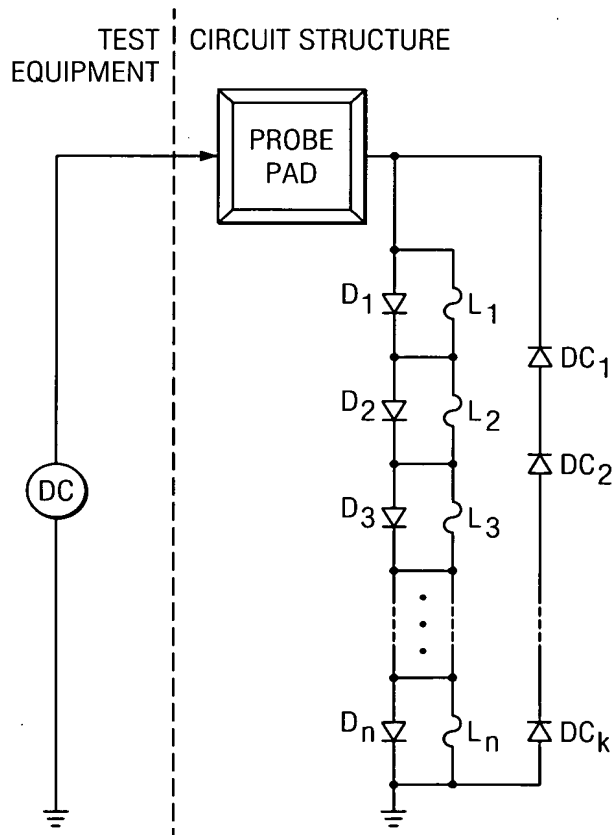 TEST
EQUIPMENT
CIRCUIT STRUCTURE
PROBE
PAD
D1
L1
DC1
D2
L2
DC2
DC
D3
L3
Dn
Ln
DCk